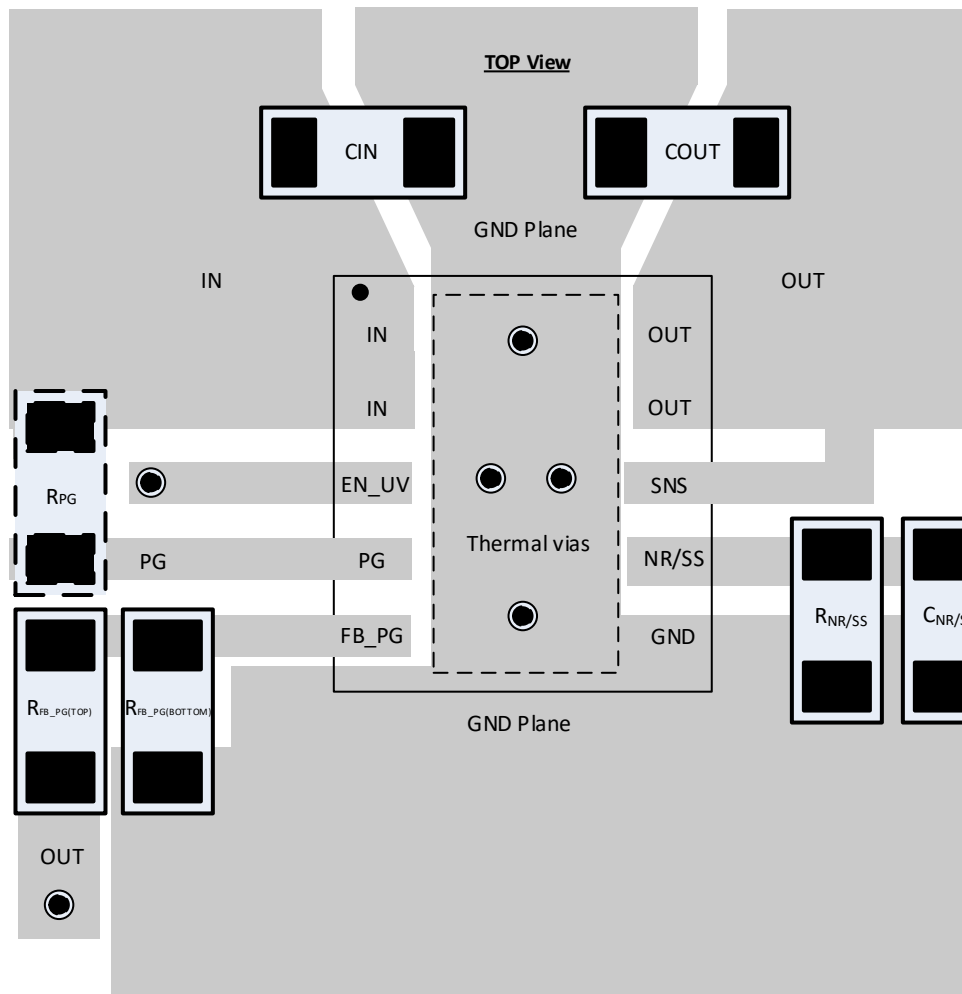 TOP View
CIN
COUT
GND Plane
IN
OUT
IN
OUT
IN
OUT
RPG
EN_UV
SNS
PG
PG
Thermal vias
NR/SS
FB_PG
GND
RNR/SS
CNR/S
RFB_PG(TOP)
RFB_PG(BOTTOM)
GND Plane
OUT